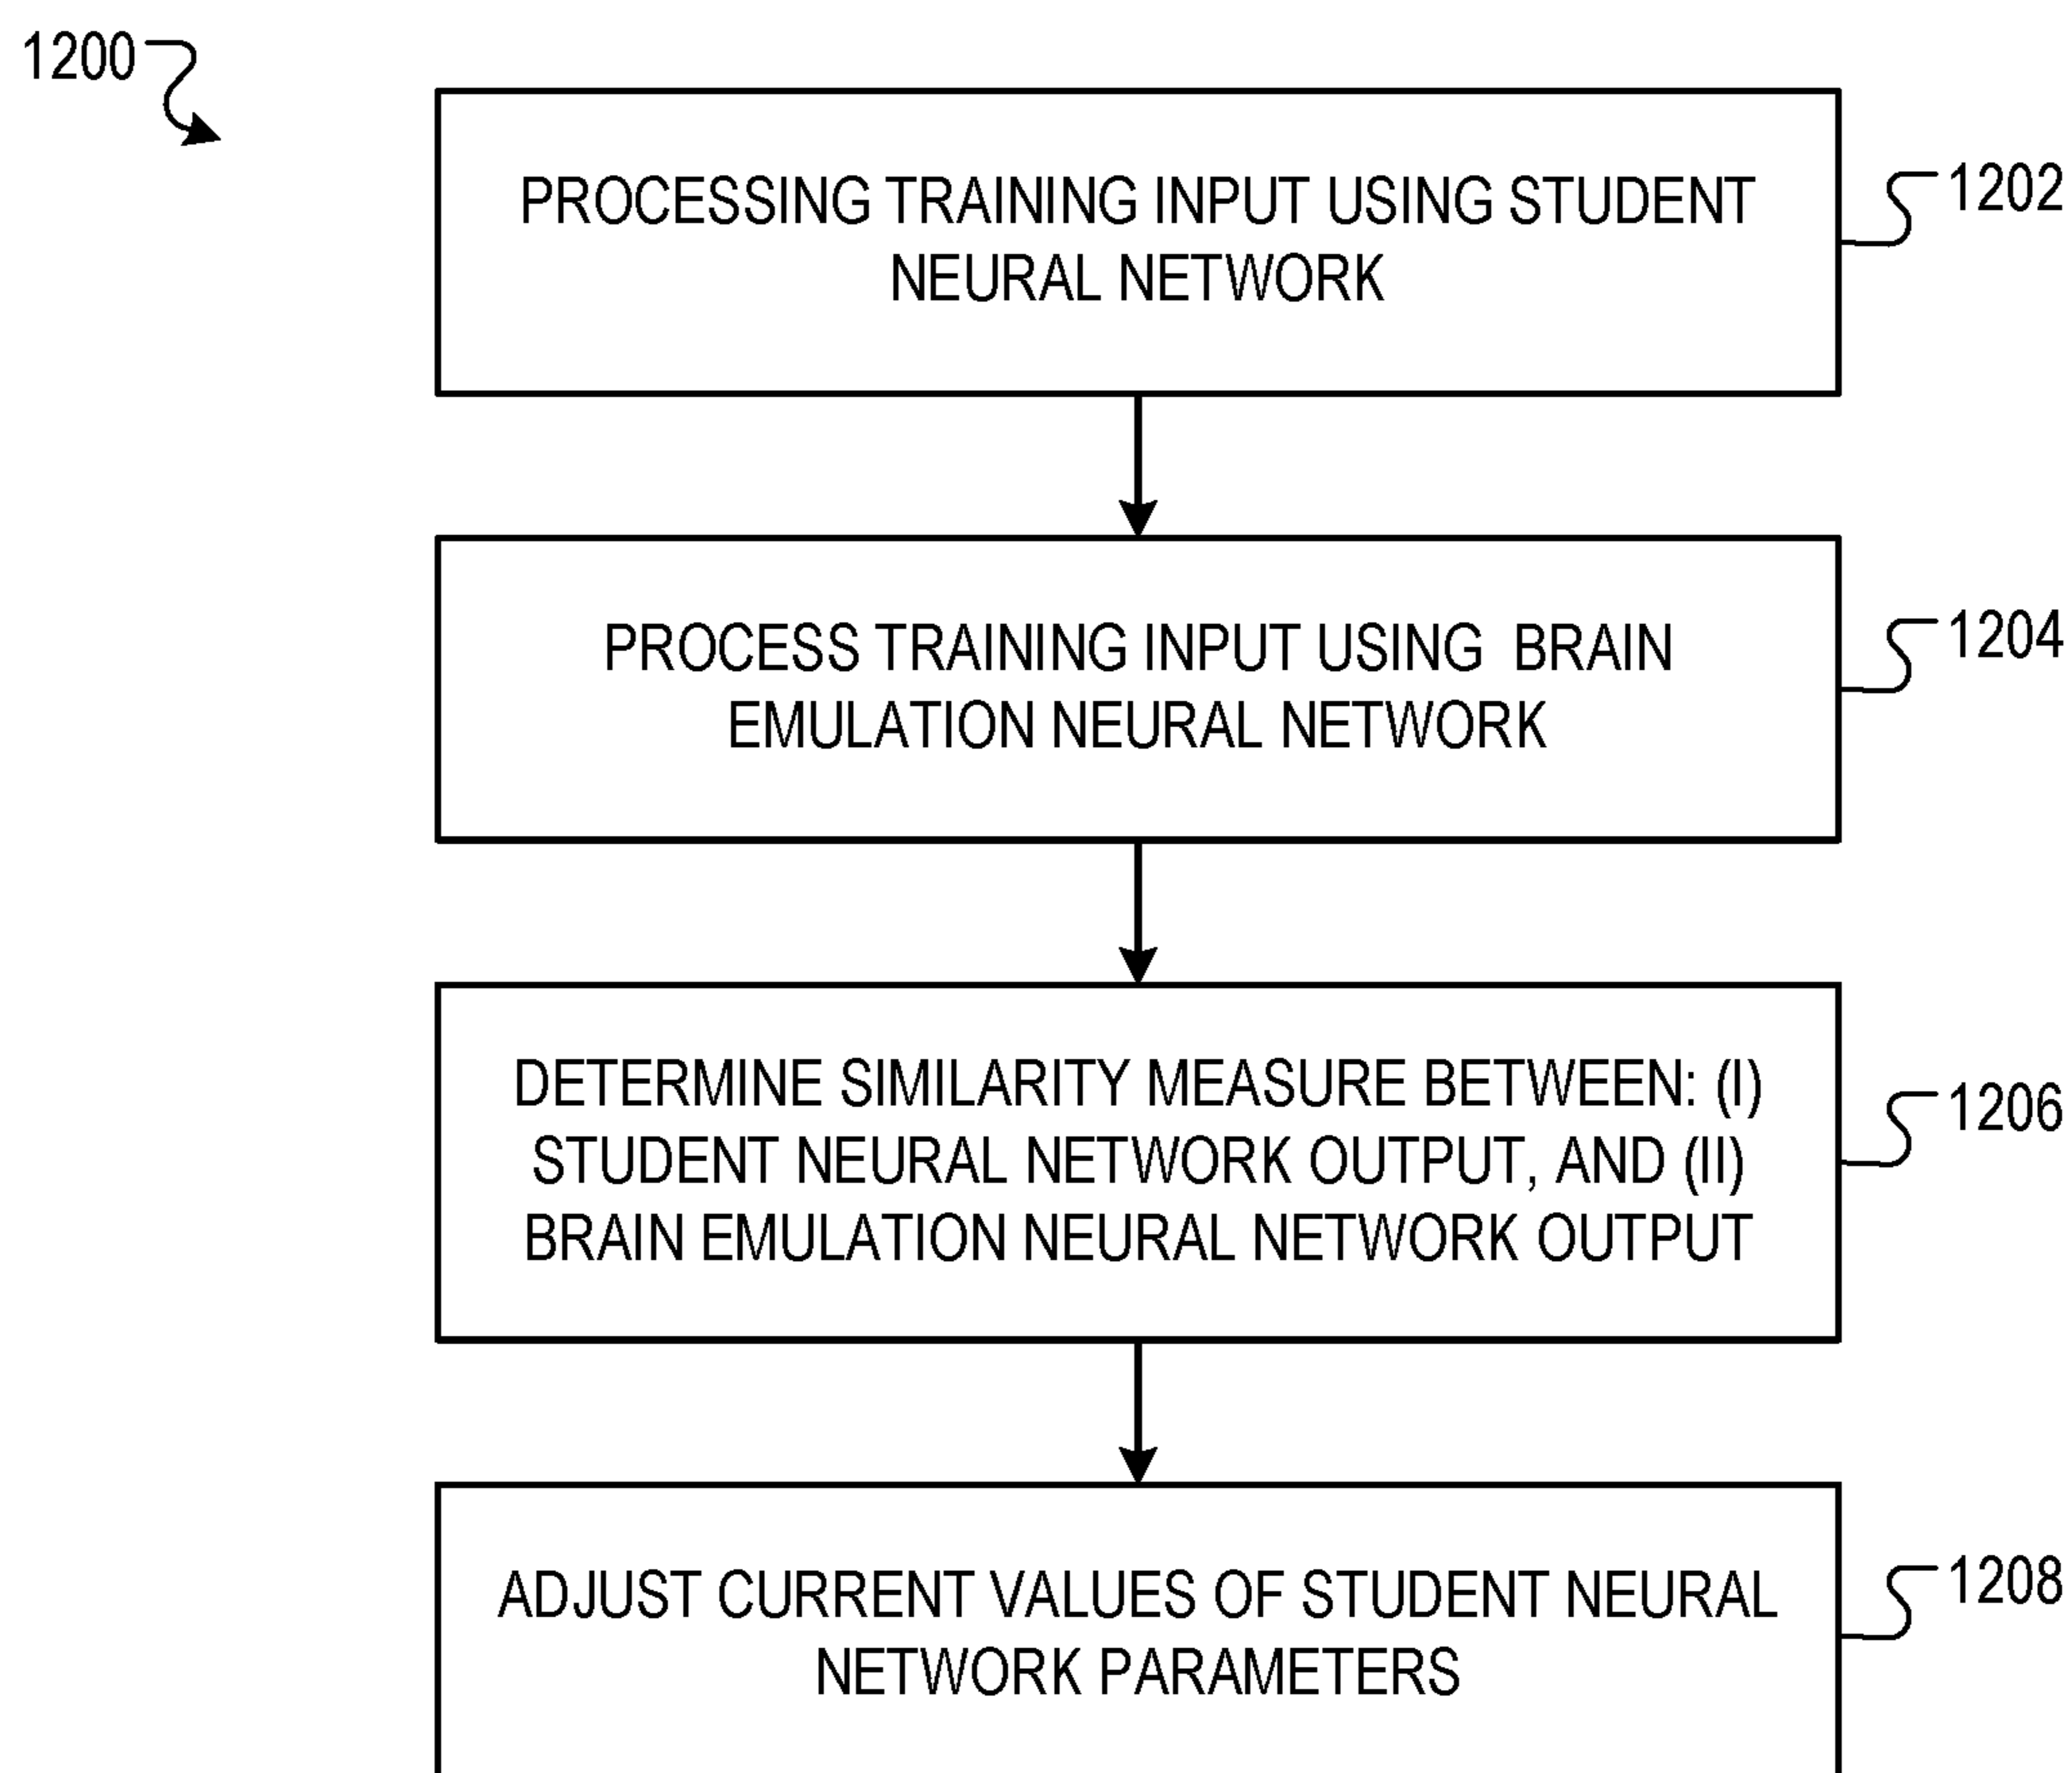 1200
PROCESSING TRAINING INPUT USING STUDENT
NEURAL NETWORK
1202
PROCESS TRAINING INPUT USING BRAIN
EMULATION NEURAL NETWORK
1204
DETERMINE SIMILARITY MEASURE BETWEEN: (I)
STUDENT NEURAL NETWORK OUTPUT, AND (II)
BRAIN EMULATION NEURAL NETWORK OUTPUT
1206
ADJUST CURRENT VALUES OF STUDENT NEURAL
NETWORK PARAMETERS
1208